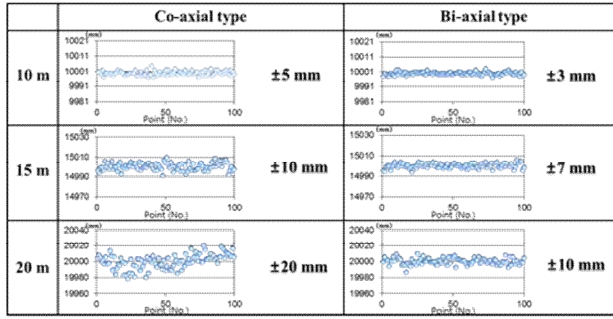 Co-axial type Bi-axial type
10 m
(mm)
10021
10011
10001
9991
9981
0 50 100
Point (No.)
±5 mm
(mm)
10021
10011
10001
9991
9981
0 50 100
Point (No.)
±3 mm
15 m
(mm)
15030
15010
14990
14970
0 50 100
Point (No.)
±10 mm
(mm)
15030
15010
14990
14970
0 50 100
Point (No.)
±7 mm
20 m
(mm)
20040
20020
20000
19980
19960
0 50 100
Point (No.)
±20 mm
(mm)
20040
20020
20000
19980
19960
0 50 100
Point (No.)
±10 mm